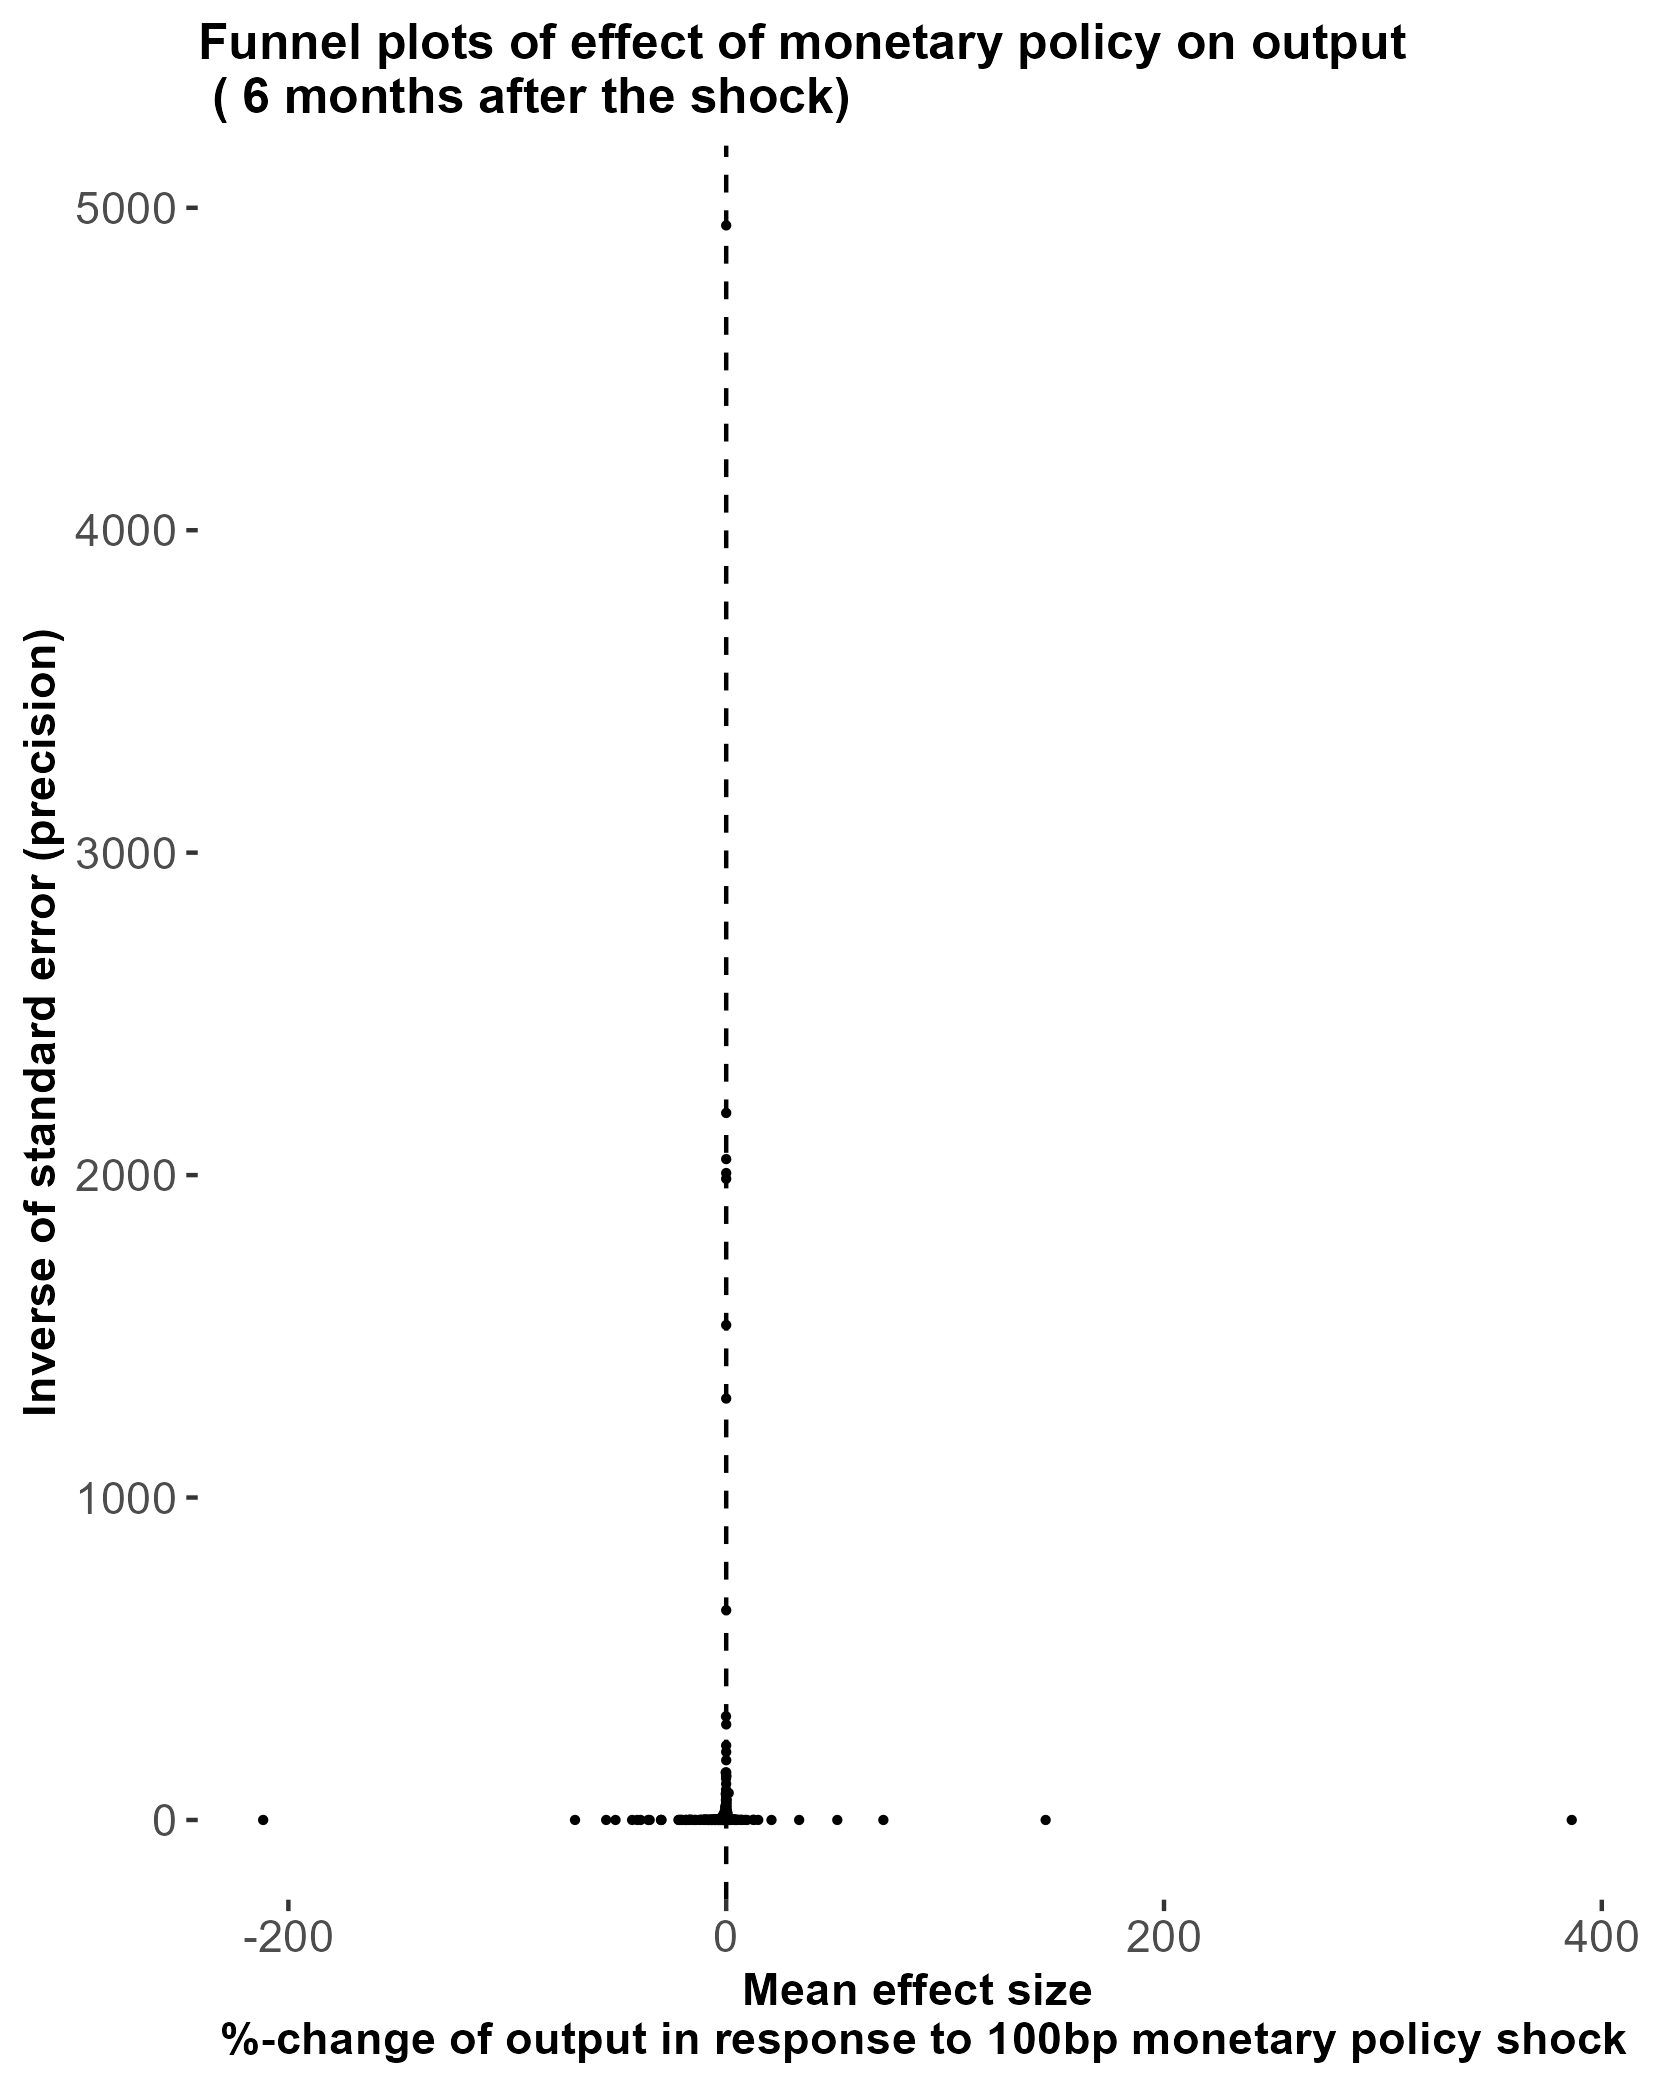 Funnel plots of effect of monetary policy on output
( 6 months after the shock)
5000
4000
3000
2000
1000
0
Inverse of standard error (precision)
-200
0
200
400
Mean effect size
%-change of output in response to 100bp monetary policy shock